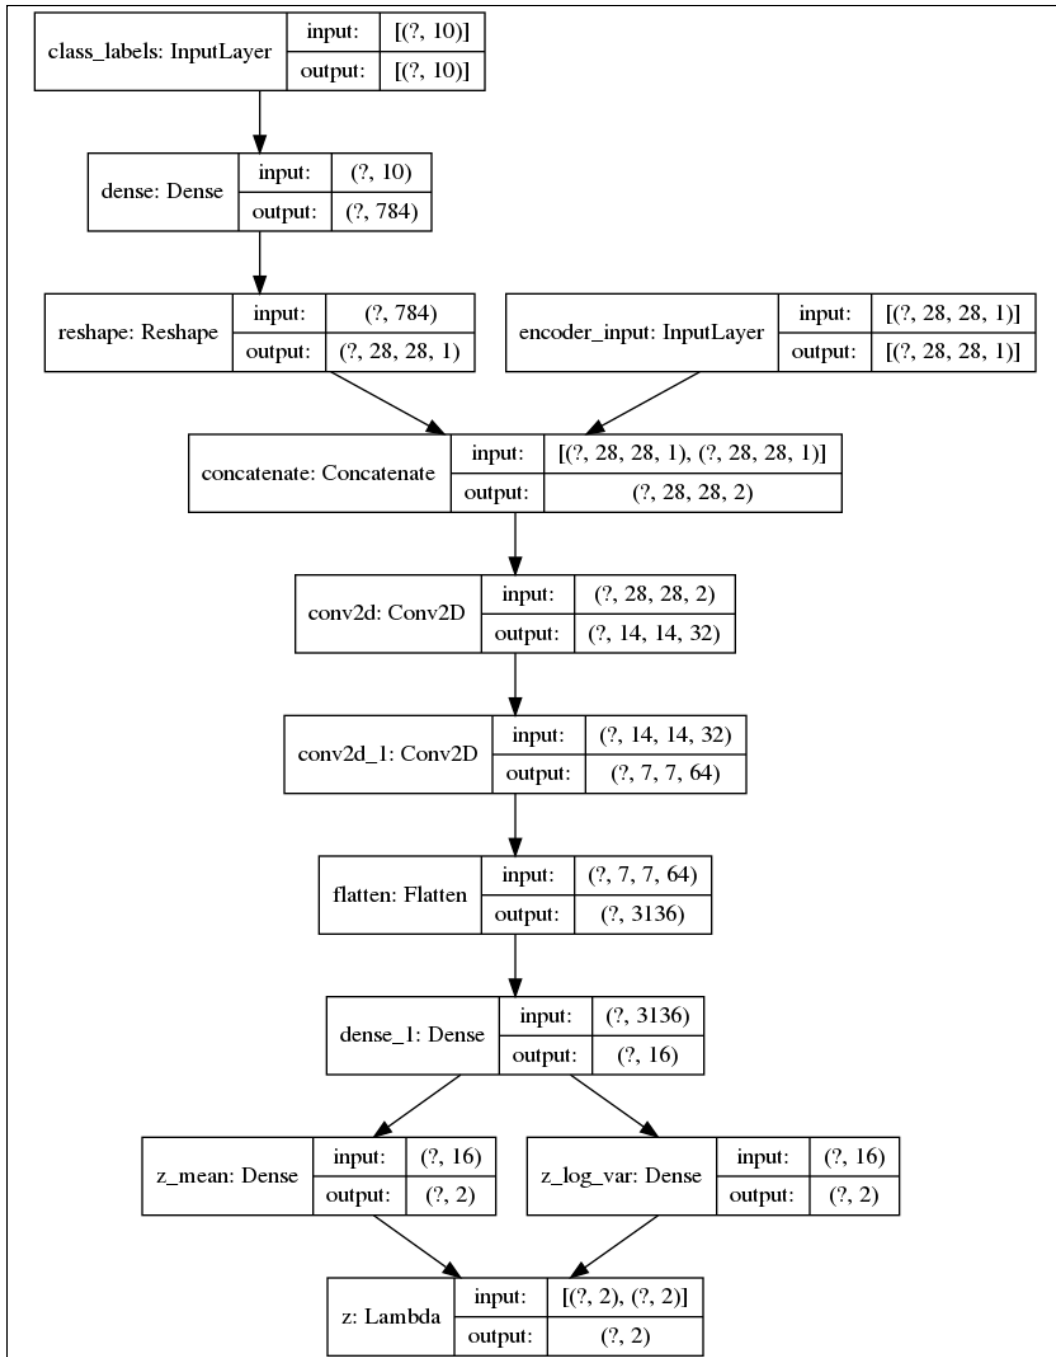 class_labels: InputLayer
input: [(?, 10)]
output: [(?, 10)]
dense: Dense
input: (?, 10)
output: (?, 784)
reshape: Reshape
input: (?, 784)
output: (?, 28, 28, 1)
encoder_input: InputLayer
input: [(?, 28, 28, 1)]
output: [(?, 28, 28, 1)]
concatenate: Concatenate
input: [(?, 28, 28, 1), (?, 28, 28, 1)]
output: (?, 28, 28, 2)
conv2d: Conv2D
input: (?, 28, 28, 2)
output: (?, 14, 14, 32)
conv2d_1: Conv2D
input: (?, 14, 14, 32)
output: (?, 7, 7, 64)
flatten: Flatten
input: (?, 7, 7, 64)
output: (?, 3136)
dense_1: Dense
input: (?, 3136)
output: (?, 16)
z_mean: Dense
input: (?, 16)
output: (?, 2)
z_log_var: Dense
input: (?, 16)
output: (?, 2)
z: Lambda
input: [(?, 2), (?, 2)]
output: (?, 2)